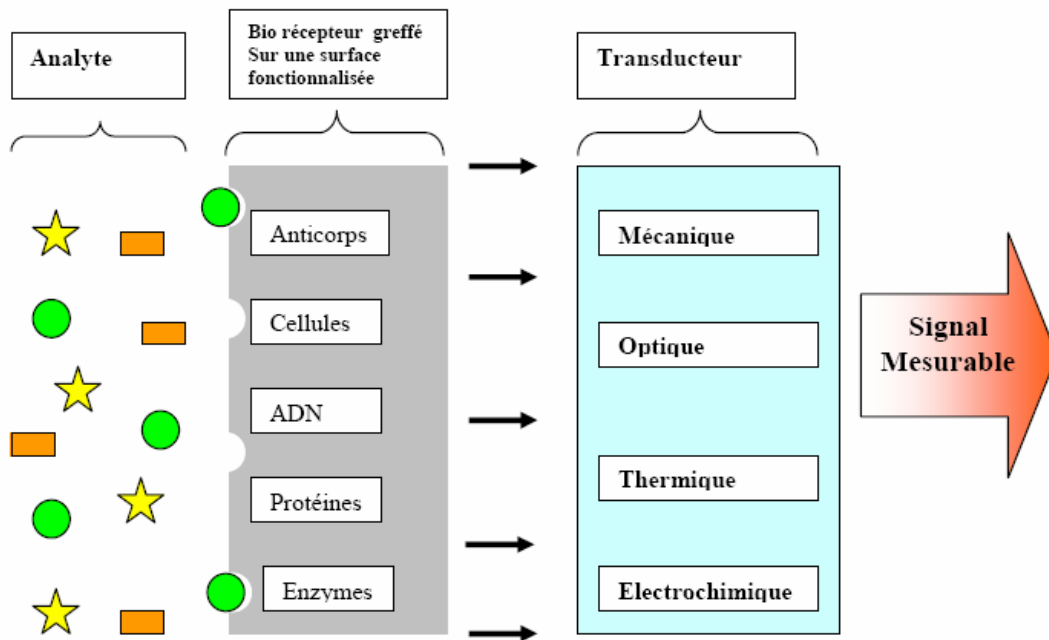 Analyte
Bio récepteur greffé
Sur une surface
fonctionnalisée
Transducteur
Anticorps
Cellules
ADN
Protéines
Enzymes
Mécanique
Optique
Thermique
Electrochimique
Signal
Mesurable